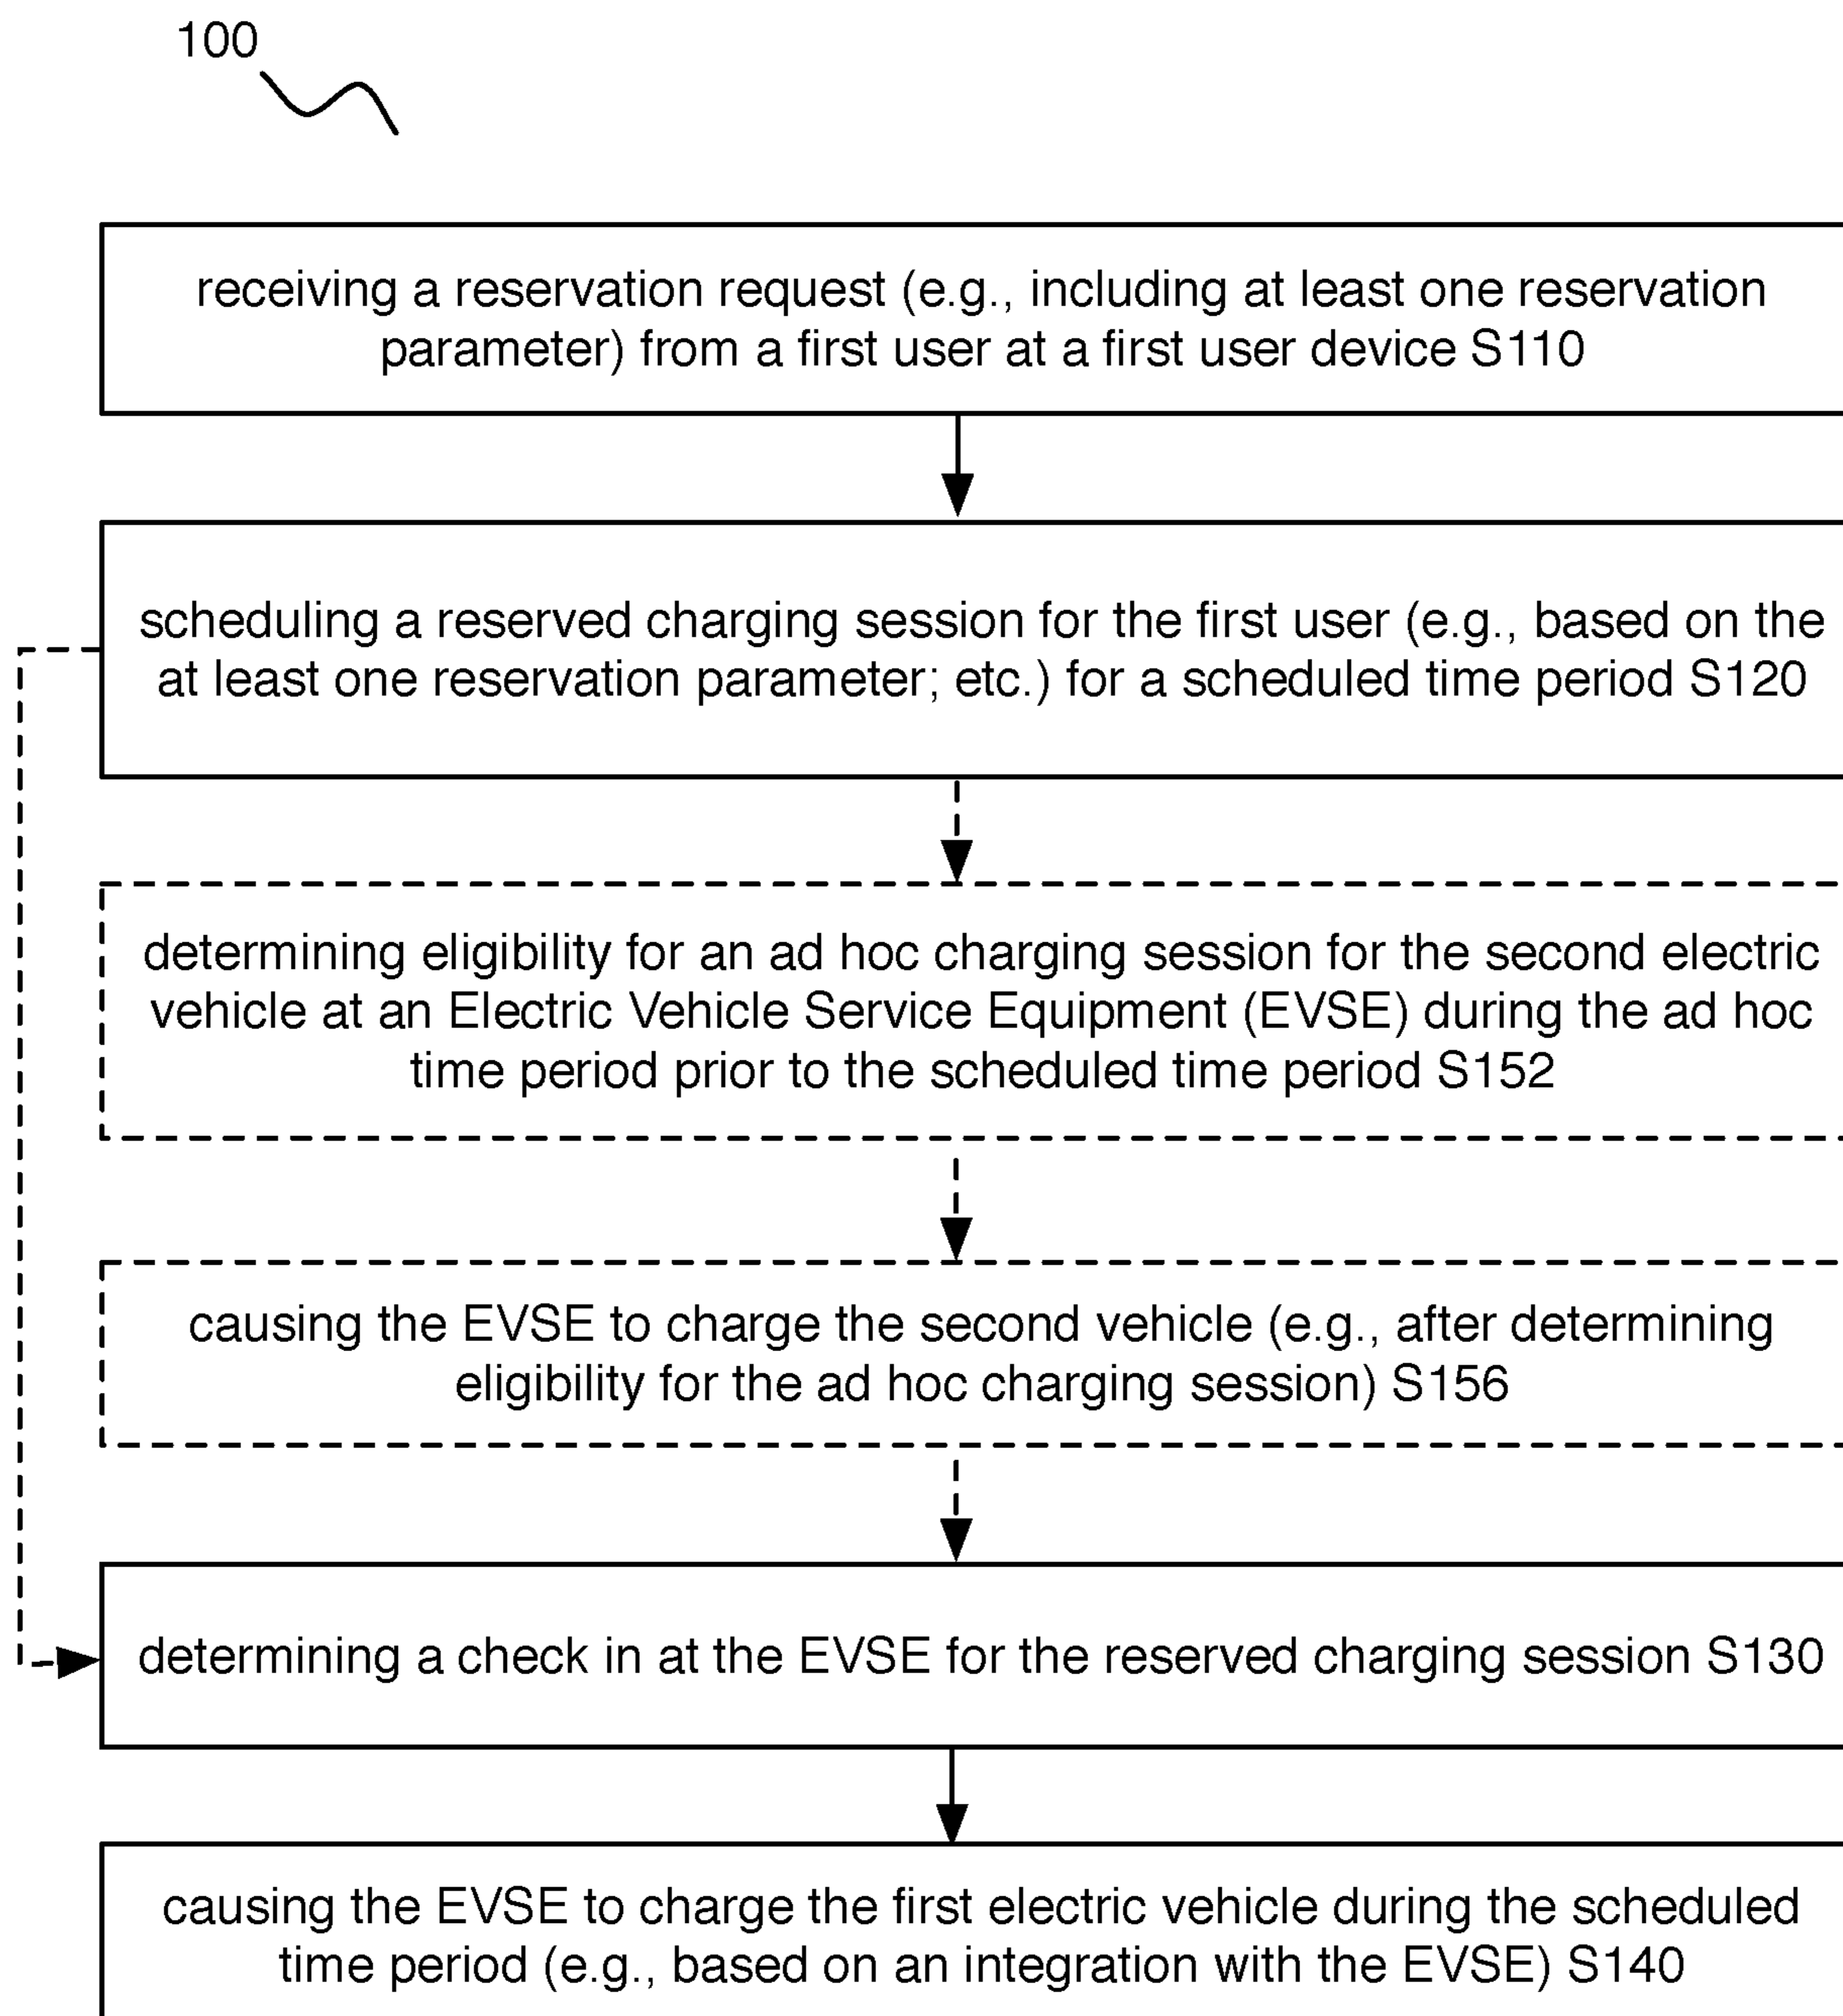 100
receiving a reservation request (e.g., including at least one reservation
parameter) from a first user at a first user device S110
scheduling a reserved charging session for the first user (e.g., based on the
at least one reservation parameter; etc.) for a scheduled time period S120
determining eligibility for an ad hoc charging session for the second electric
vehicle at an Electric Vehicle Service Equipment (EVSE) during the ad hoc
time period prior to the scheduled time period S152
causing the EVSE to charge the second vehicle (e.g., after determining
eligibility for the ad hoc charging session) S156
determining a check in at the EVSE for the reserved charging session S130
causing the EVSE to charge the first electric vehicle during the scheduled
time period (e.g., based on an integration with the EVSE) S140